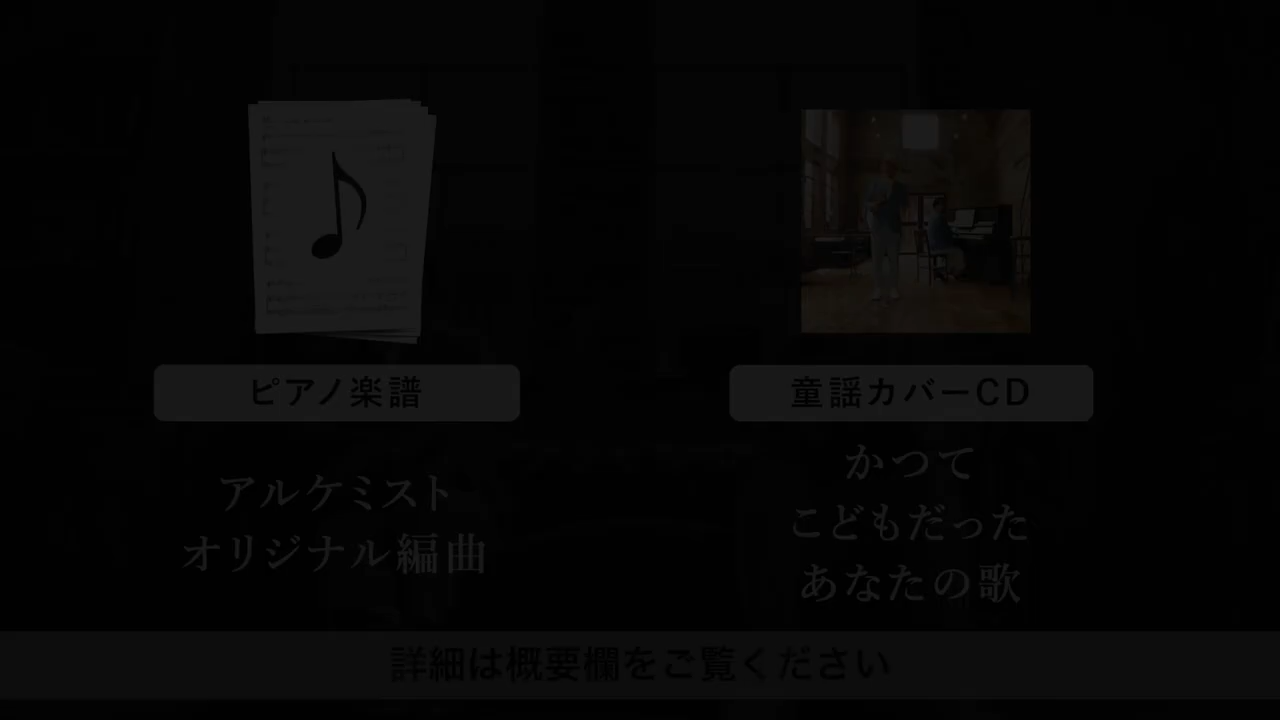 ピアノ楽譜
アルケミスト
オリジナル編曲
童謡カバーCD
かつて
こどもだった
あなたの歌
詳細は概要欄をご覧ください